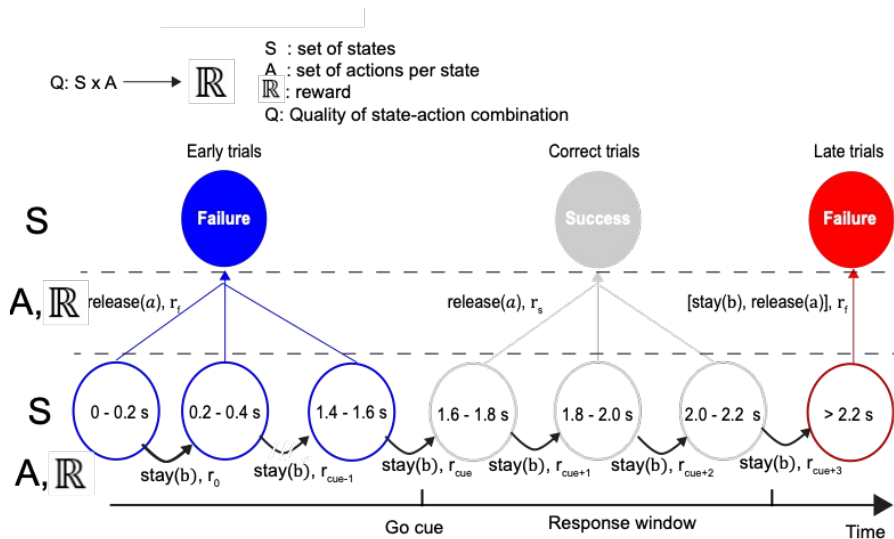 S : set of states
A : set of actions per state
Q: S x A ℝ ℝ : reward
Q: Quality of state-action combination
Early trials Correct trials Late trials
S Failure Success Failure
A, ℝ release(a), r_f release(a), r_s [stay(b), release(a)], r_f
S 0 - 0.2 s 0.2 - 0.4 s 1.4 - 1.6 s 1.6 - 1.8 s 1.8 - 2.0 s 2.0 - 2.2 s > 2.2 s
A, ℝ stay(b), r_0 stay(b), r_cue-1 stay(b), r_cue stay(b), r_cue+1 stay(b), r_cue+2 stay(b), r_cue+3
Go cue Response window Time